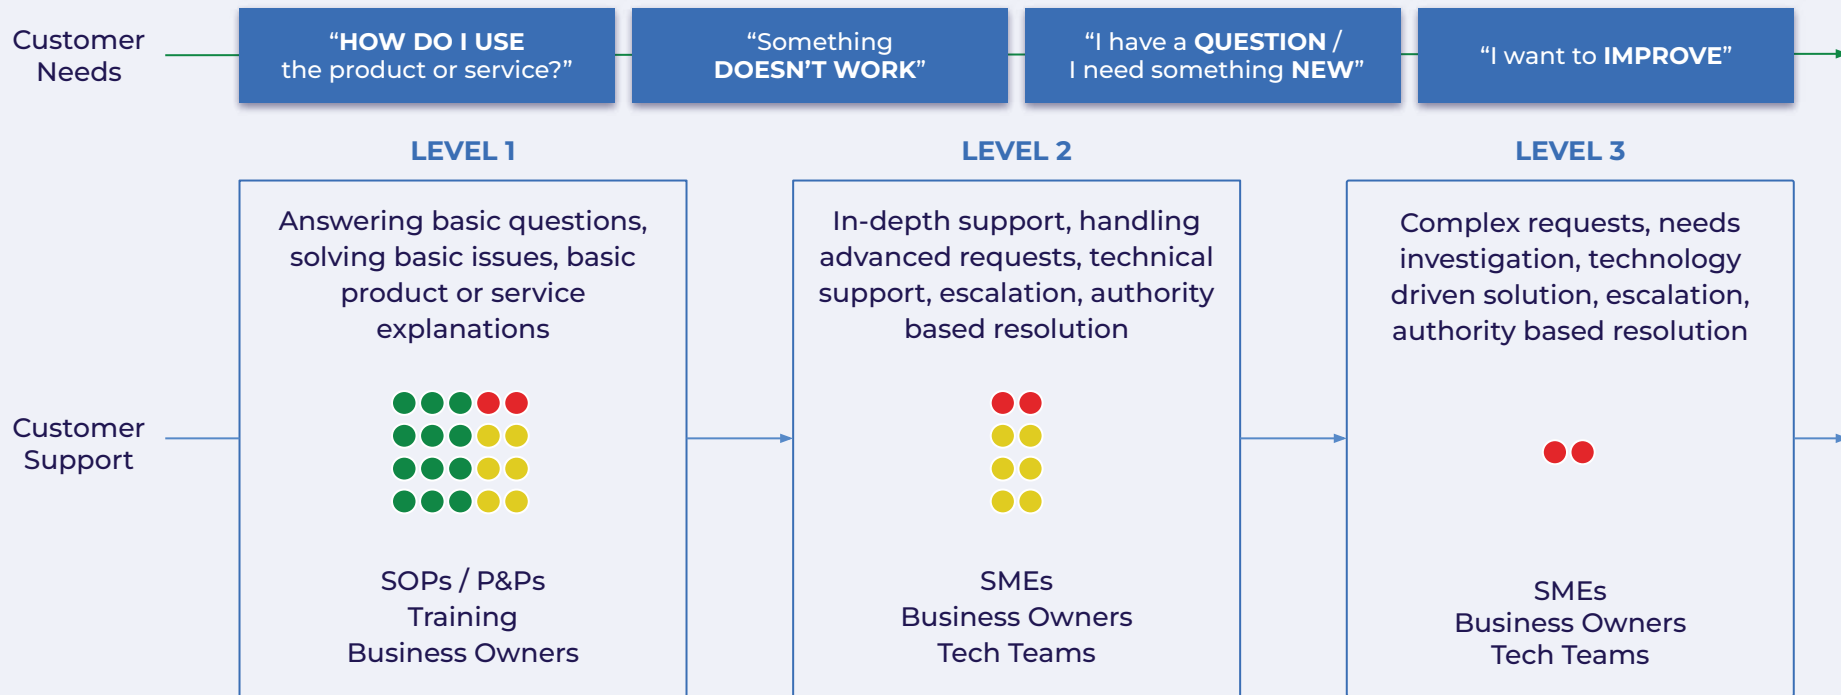 Customer
Needs
“HOW DO I USE
the product or service?”
“Something
DOESN’T WORK”
“I have a QUESTION /
I need something NEW”
“I want to IMPROVE”
LEVEL 1
LEVEL 2
LEVEL 3
Answering basic questions,
solving basic issues, basic
product or service
explanations
In-depth support, handling
advanced requests, technical
support, escalation, authority
based resolution
Complex requests, needs
investigation, technology
driven solution, escalation,
authority based resolution
Customer
Support
SOPs / P&Ps
Training
Business Owners
SMEs
Business Owners
Tech Teams
SMEs
Business Owners
Tech Teams